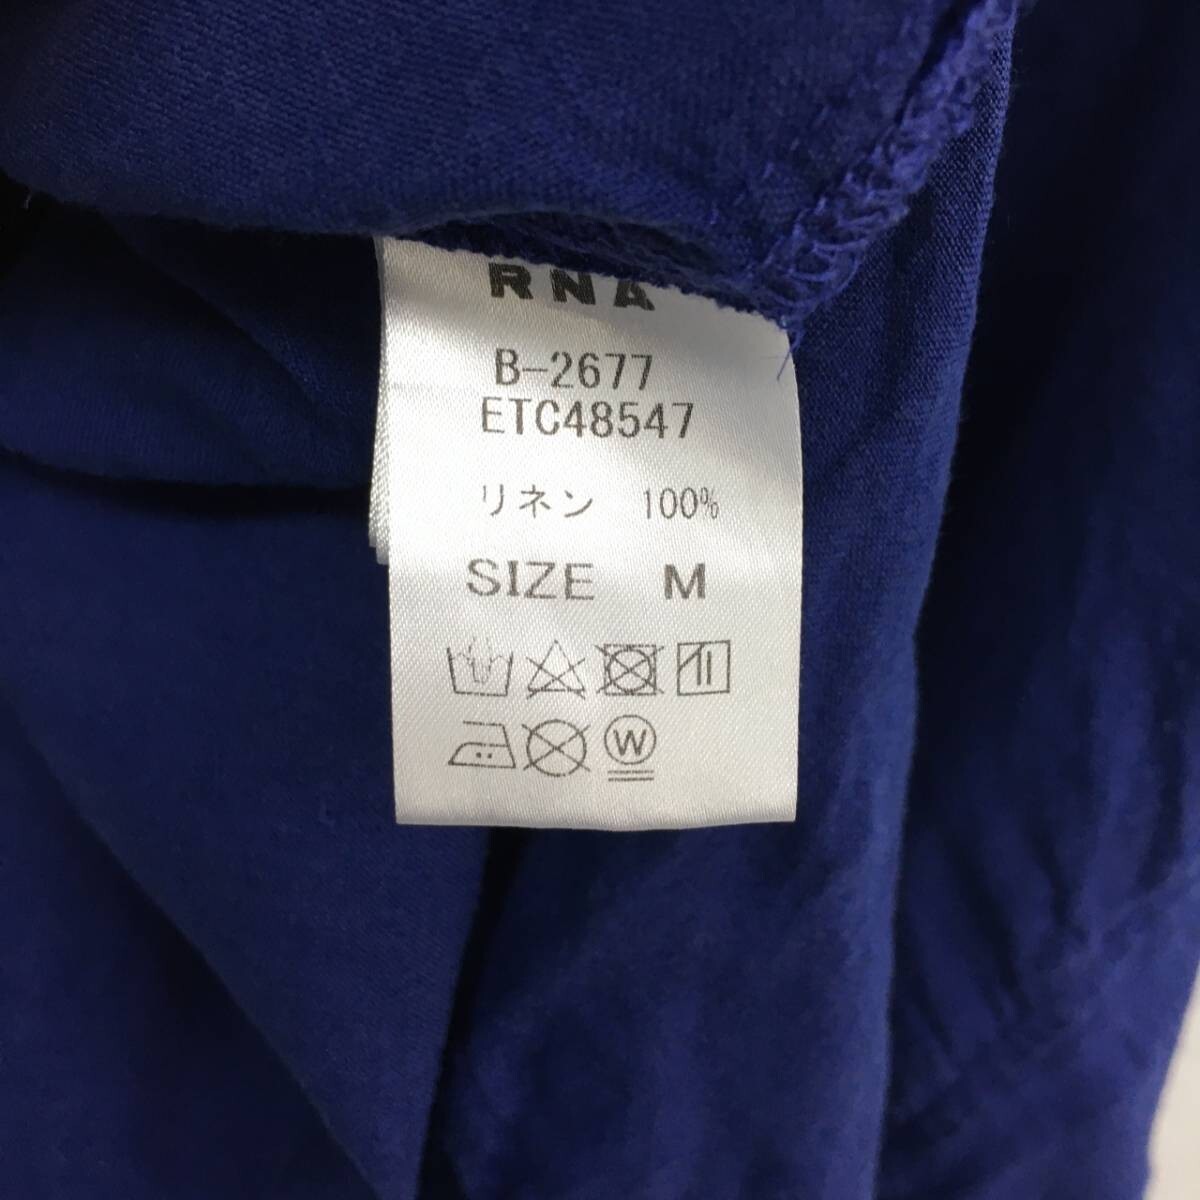 RNA
B-2677
ETC48547
リネン 100%
SIZE M
W